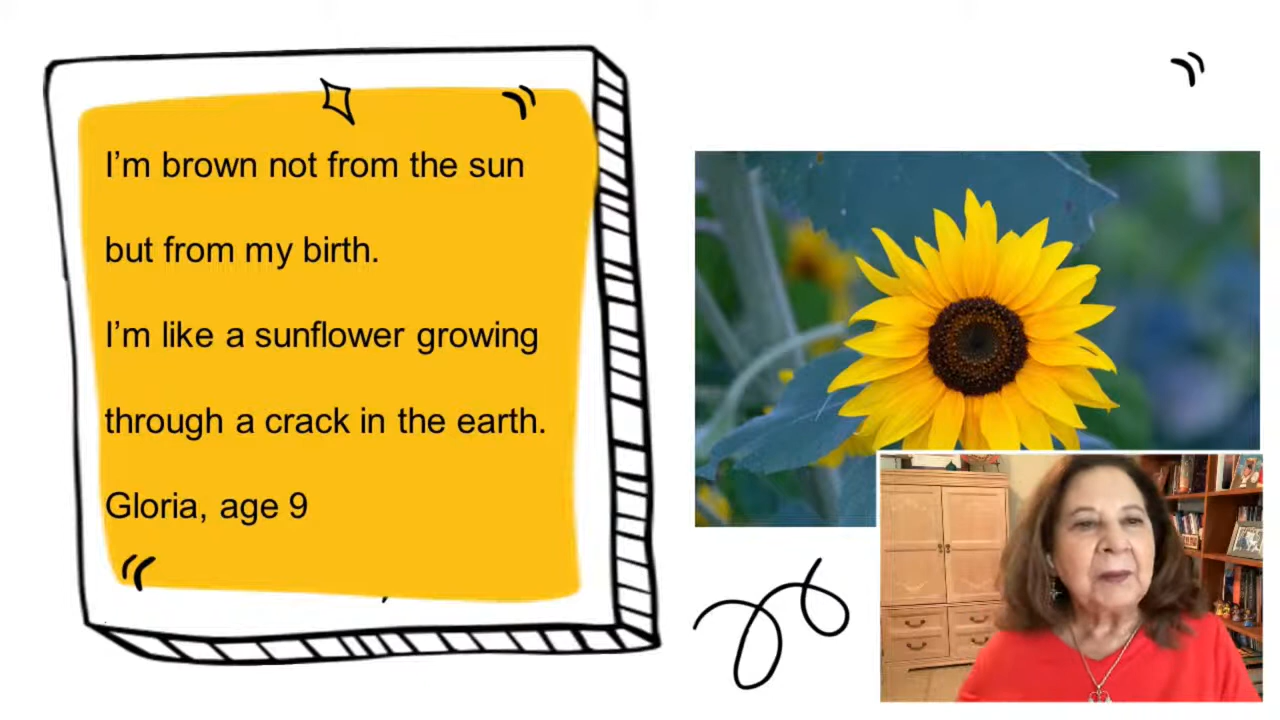 I’m brown not from the sun
but from my birth.
I’m like a sunflower growing
through a crack in the earth.
Gloria, age 9